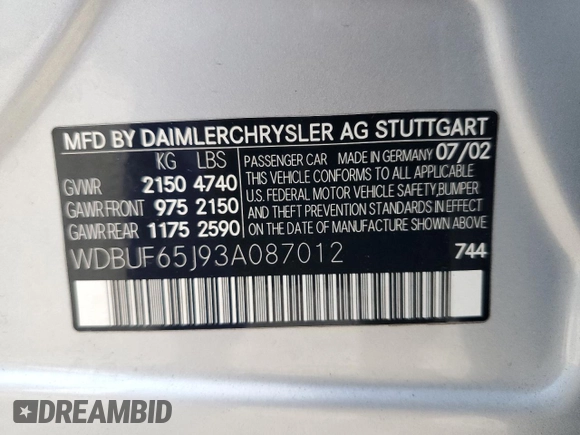 MFD BY DAIMLERCHRYSLER AG STUTTGART
KG LBS
GVWR 2150 4740
GAWR FRONT 975 2150
GAWR REAR 1175 2590
PASSENGER CAR MADE IN GERMANY 07/02
THIS VEHICLE CONFORMS TO ALL APPLICABLE
U.S. FEDERAL MOTOR VEHICLE SAFETY, BUMPER
AND THEFT PREVENTION STANDARDS IN EFFECT
ON THE DATE OF MANUFACTURE SHOWN ABOVE
WDBUF65J93A087012 744
DREAMBID